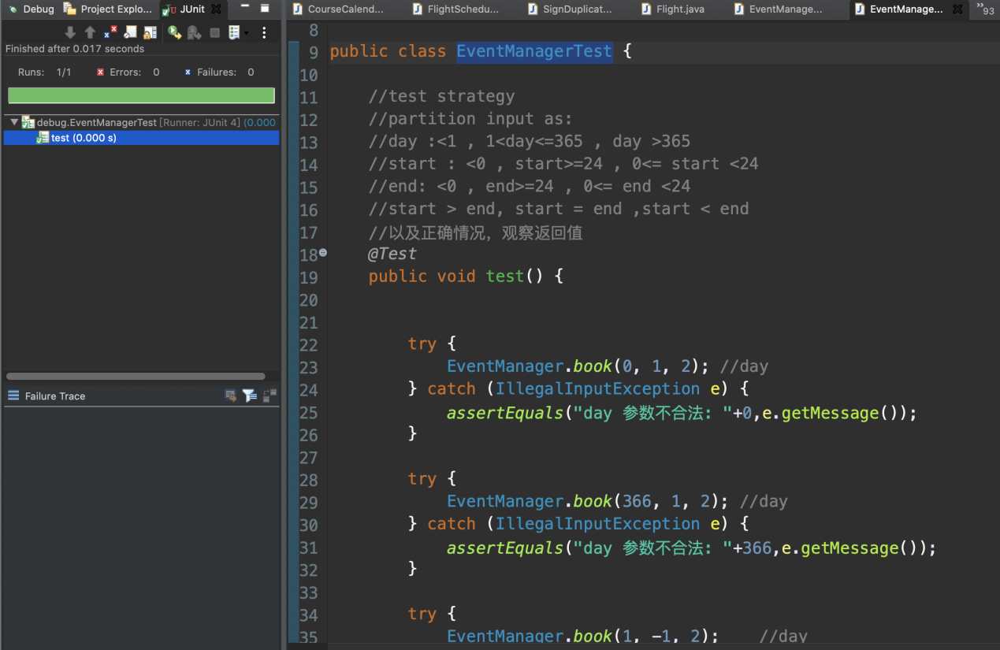 Debug Project Explo... JUnit
CourseCalend... FlightSchedu... SignDuplicat... Flight.java EventManage... EventManage... »93
Finished after 0.017 seconds
Runs: 1/1 Errors: 0 Failures: 0
debug.EventManagerTest [Runner: JUnit 4] (0.000
test (0.000 s)
Failure Trace
8
9 public class EventManagerTest {
10
11 //test strategy
12 //partition input as:
13 //day :<1 , 1<day<=365 , day >365
14 //start : <0 , start>=24 , 0<= start <24
15 //end: <0 , end>=24 , 0<= end <24
16 //start > end, start = end ,start < end
17 //以及正确情况，观察返回值
18 @Test
19 public void test() {
20
21
22 try {
23 EventManager.book(0, 1, 2); //day
24 } catch (IllegalInputException e) {
25 assertEquals("day 参数不合法: "+0,e.getMessage());
26 }
27
28 try {
29 EventManager.book(366, 1, 2); //day
30 } catch (IllegalInputException e) {
31 assertEquals("day 参数不合法: "+366,e.getMessage());
32 }
33
34 try {
35 EventManager.book(1, -1, 2); //day